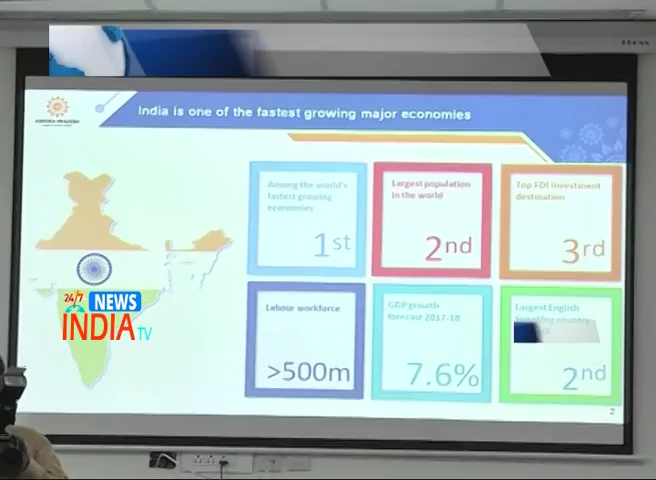 India is one of the fastest growing major economies
ANDHRA PRADESH
Among the world's
fastest growing
economies
1st
Largest population
in the world
2nd
Top FDI Investment
destination
3rd
Labour workforce
>500m
GDP growth
forecast 2017-18
7.6%
Largest English
speaking country
2nd
24/7 NEWS
INDIA TV
2